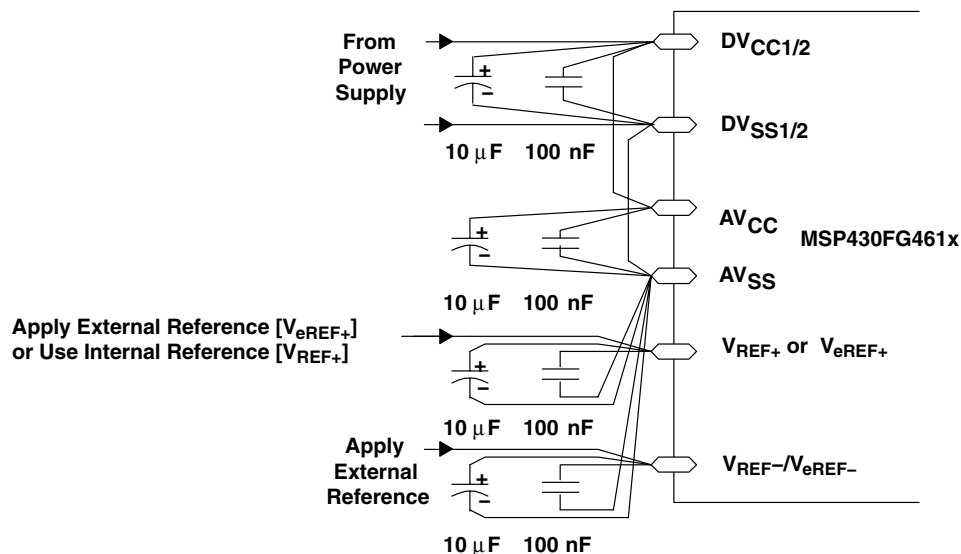 From
Power
Supply
DVCC1/2
+
−
DVSS1/2
10 μF 100 nF
AVCC
MSP430FG461x
+
−
AVSS
10 μF 100 nF
Apply External Reference [VeREF+]
or Use Internal Reference [VREF+]
VREF+ or VeREF+
+
−
10 μF 100 nF
Apply
External
Reference
VREF−/VeREF−
+
−
10 μF 100 nF